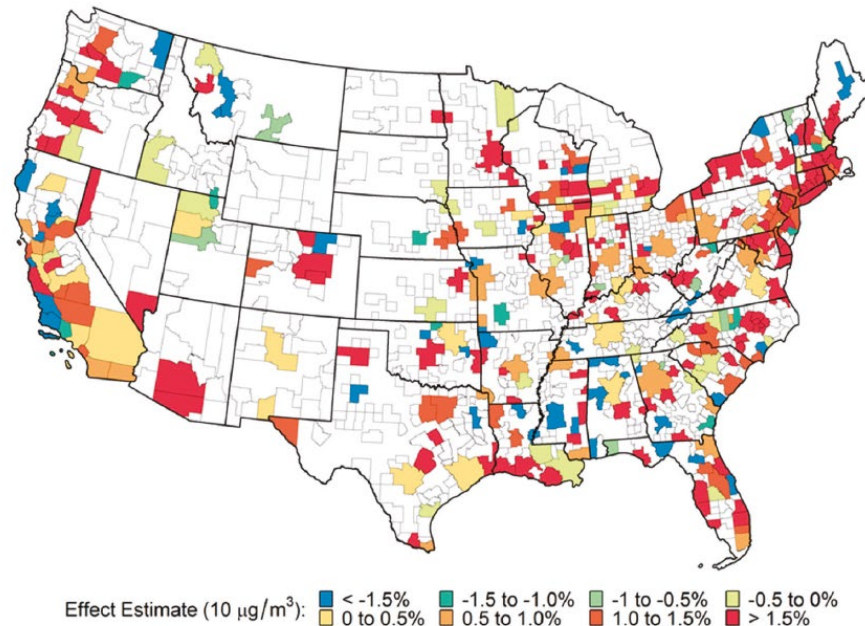 Effect Estimate (10 μg/m³): < -1.5% -1.5 to -1.0% -1 to -0.5% -0.5 to 0%
0 to 0.5% 0.5 to 1.0% 1.0 to 1.5% > 1.5%